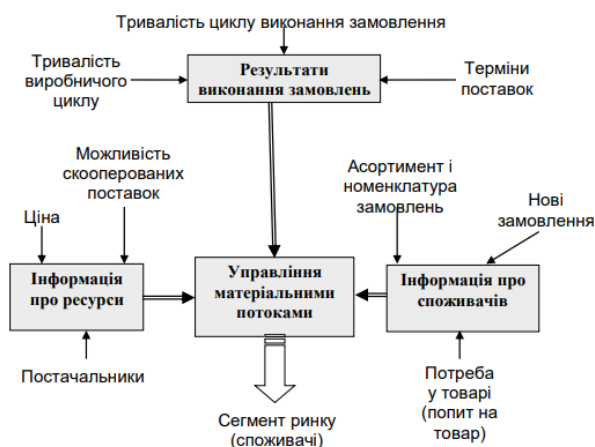 Тривалість циклу виконання замовлення
Тривалість
виробничого
циклу
Результати
виконання замовлень
Терміни
поставок
Можливість
скооперованих
поставок
Ціна
Асортимент і
номенклатура
замовлень
Нові
замовлення
Інформація
про ресурси
Управління
матеріальними
потоками
Інформація про
споживачів
Постачальники
Сегмент ринку
(споживачі)
Потреба
у товарі
(попит на
товар)